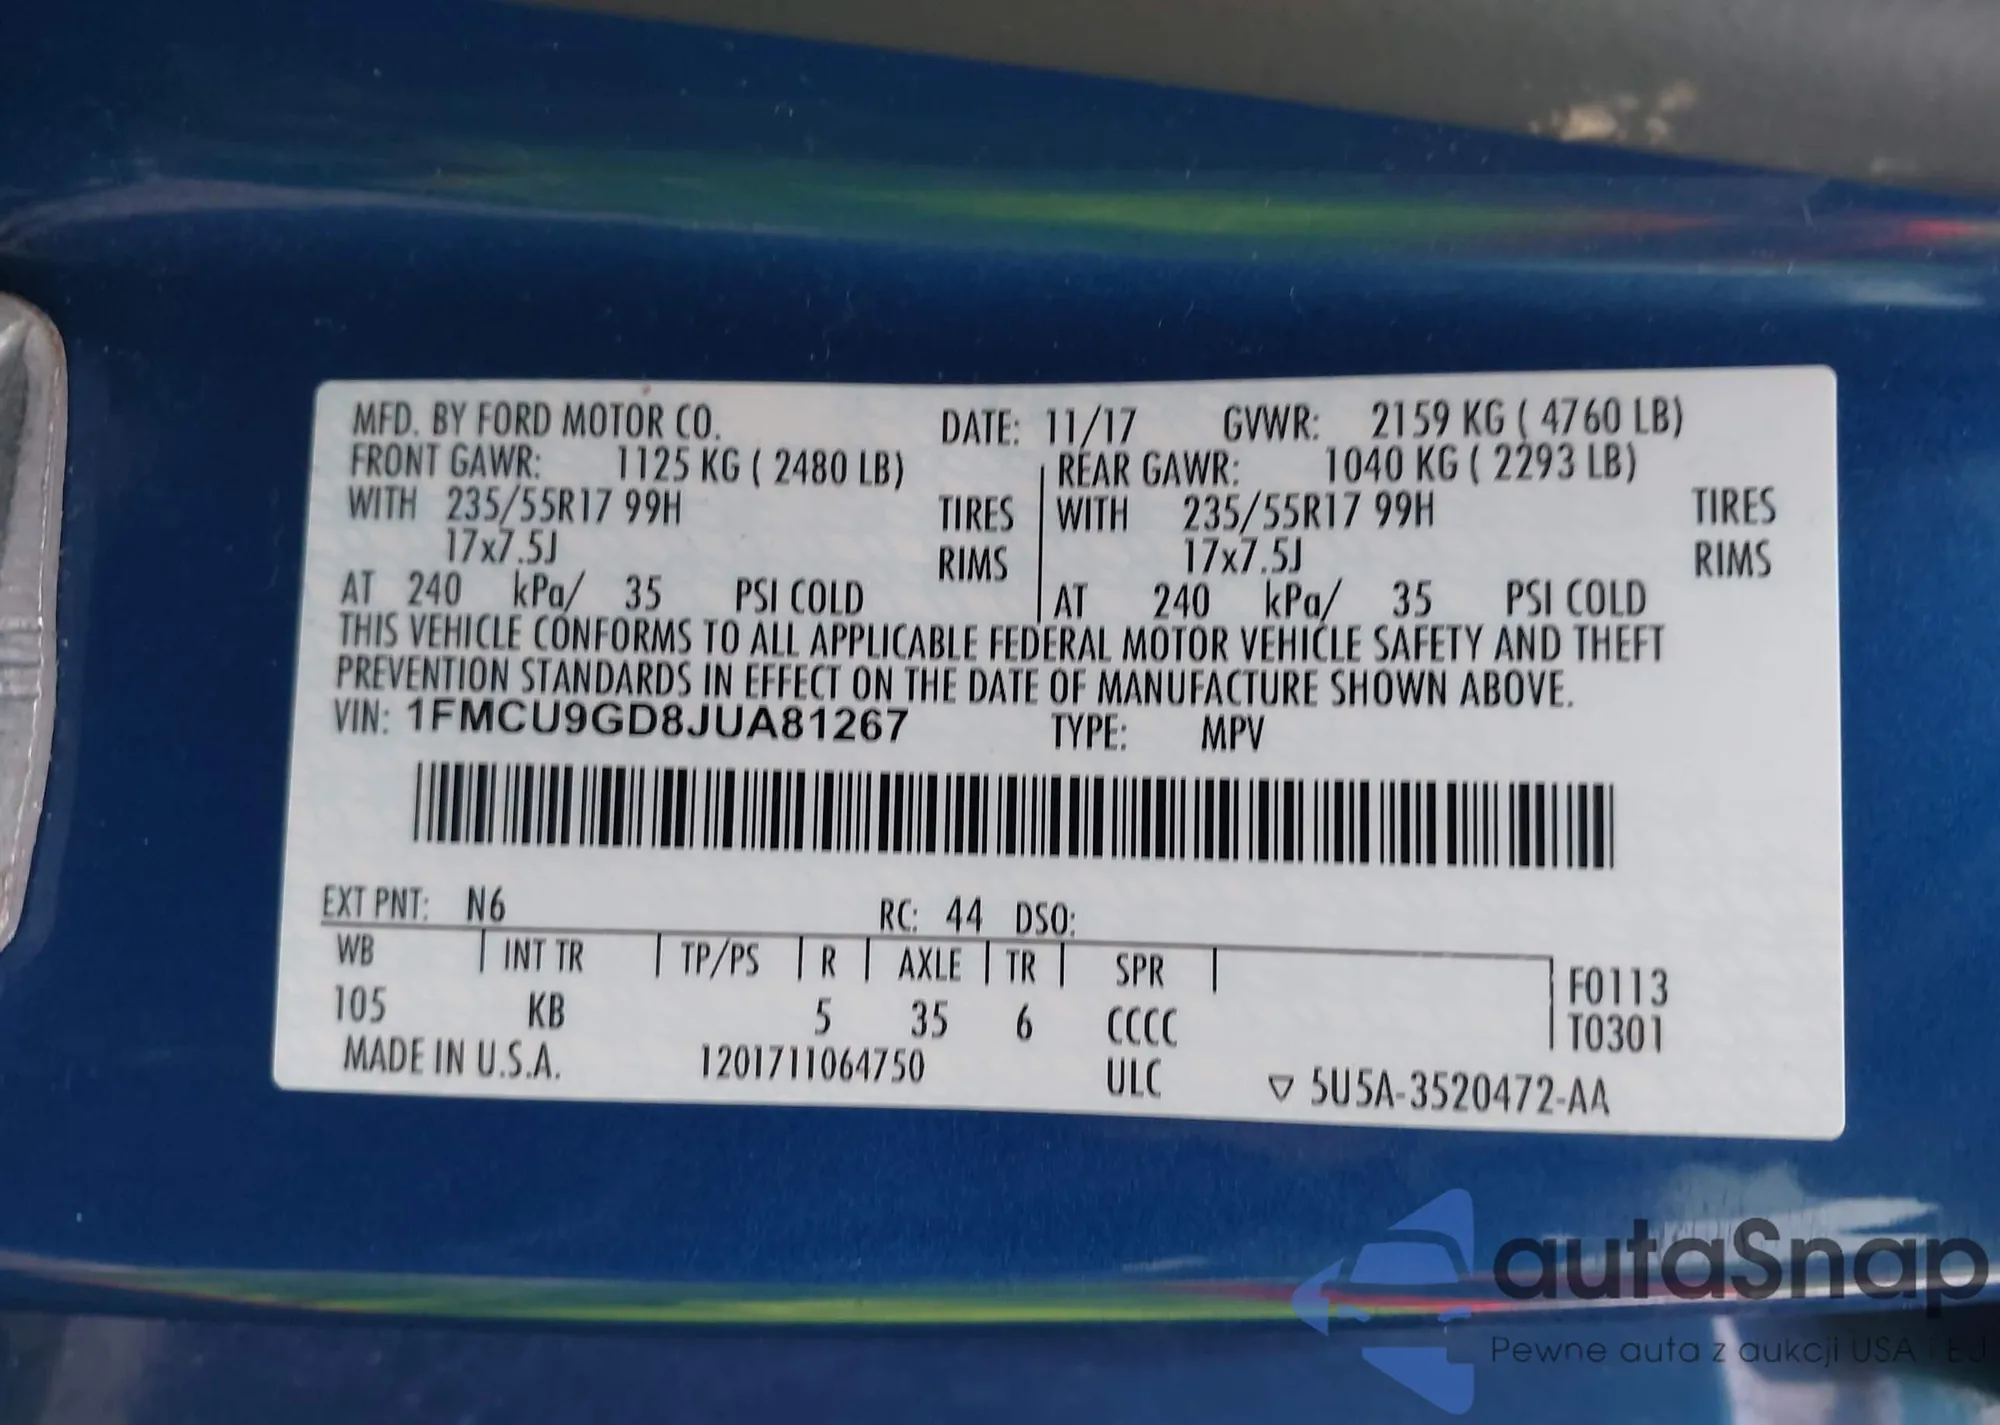 MFD. BY FORD MOTOR CO. DATE: 11/17 GVWR: 2159 KG ( 4760 LB)
FRONT GAWR: 1125 KG ( 2480 LB) REAR GAWR: 1040 KG ( 2293 LB)
WITH 235/55R17 99H TIRES WITH 235/55R17 99H TIRES
17x7.5J RIMS 17x7.5J RIMS
AT 240 kPa/ 35 PSI COLD AT 240 kPa/ 35 PSI COLD
THIS VEHICLE CONFORMS TO ALL APPLICABLE FEDERAL MOTOR VEHICLE SAFETY AND THEFT
PREVENTION STANDARDS IN EFFECT ON THE DATE OF MANUFACTURE SHOWN ABOVE.
VIN: 1FMCU9GD8JUA81267 TYPE: MPV
EXT PNT: N6 RC: 44 DSO:
WB INT TR TP/PS R AXLE TR SPR F0113
105 KB 5 35 6 CCCC T0301
MADE IN U.S.A. 1201711064750 ULC ▽ 5U5A-3520472-AA
autaSnap
Pewne auta z aukcji USA i EU